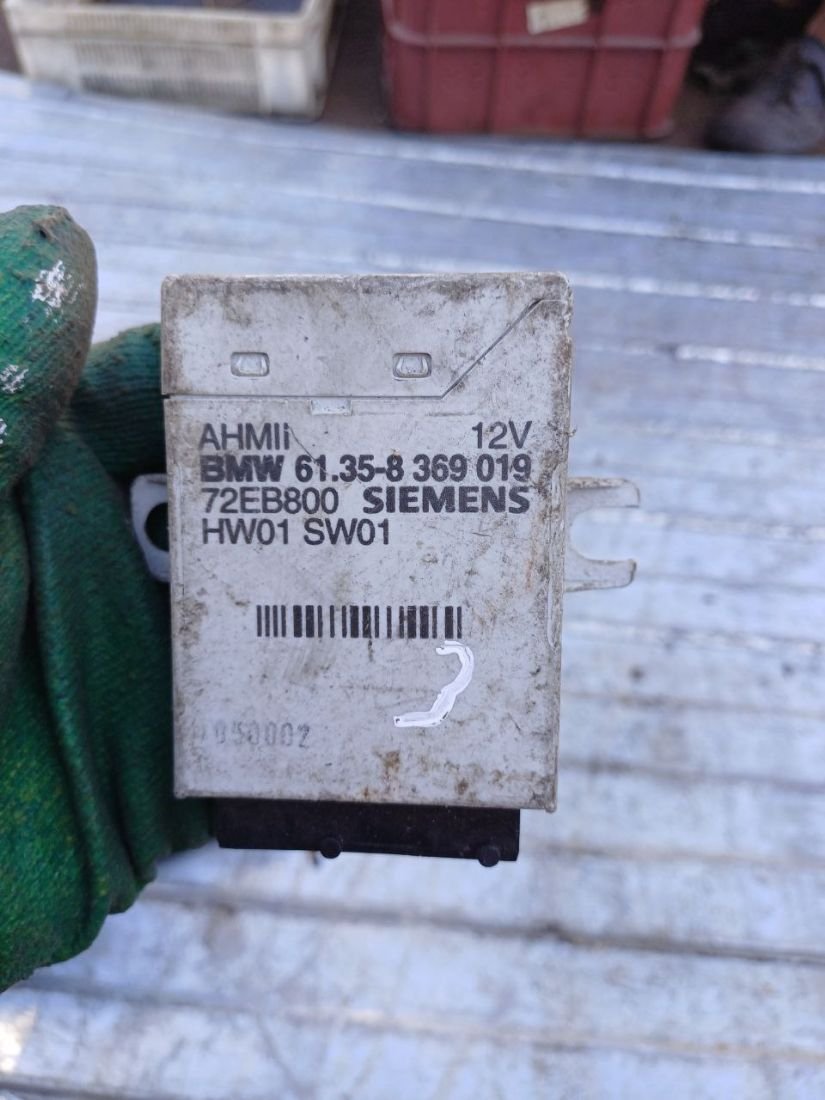 AHMIi 12V
BMW 61.35-8 369 019
72EB800 SIEMENS
HW01 SW01